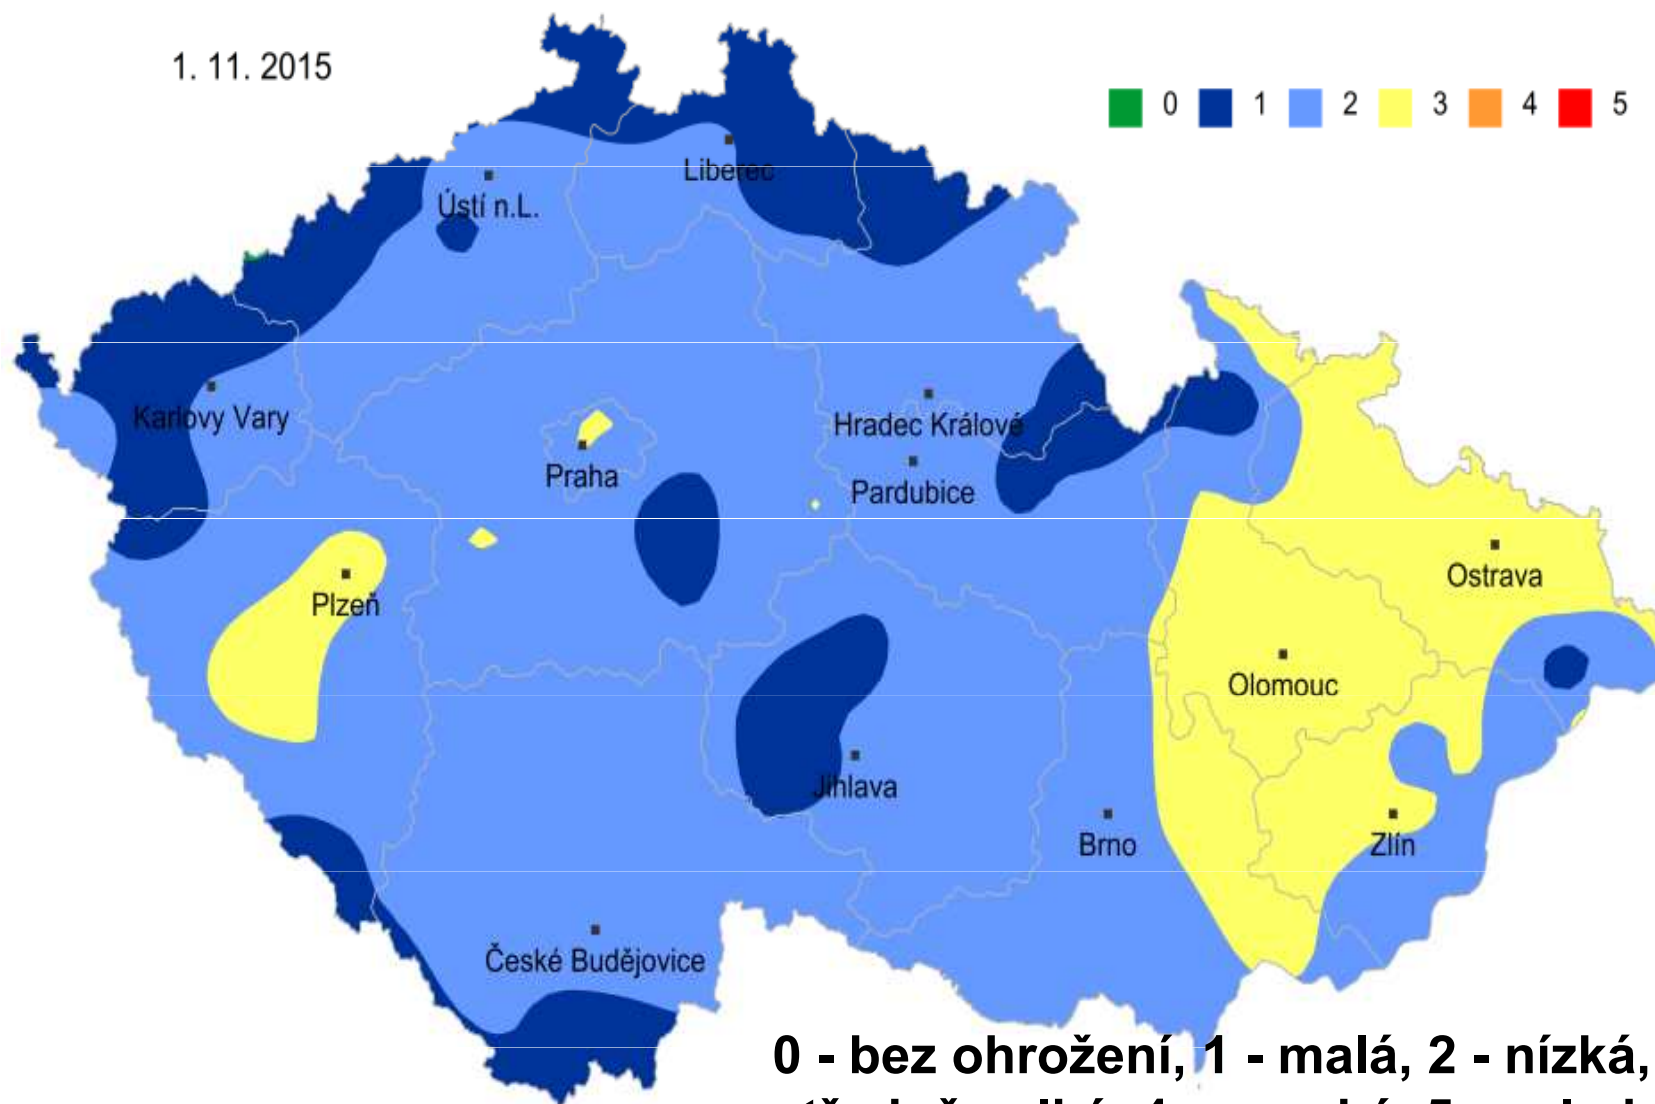 1. 11. 2015
0 1 2 3 4 5
Liberec
Ústí n.L.
Karlovy Vary
Hradec Králové
Praha
Pardubice
Ostrava
Plzeň
Olomouc
Jihlava
Brno
Zlín
České Budějovice
0 - bez ohrožení, 1 - malá, 2 - nízká,